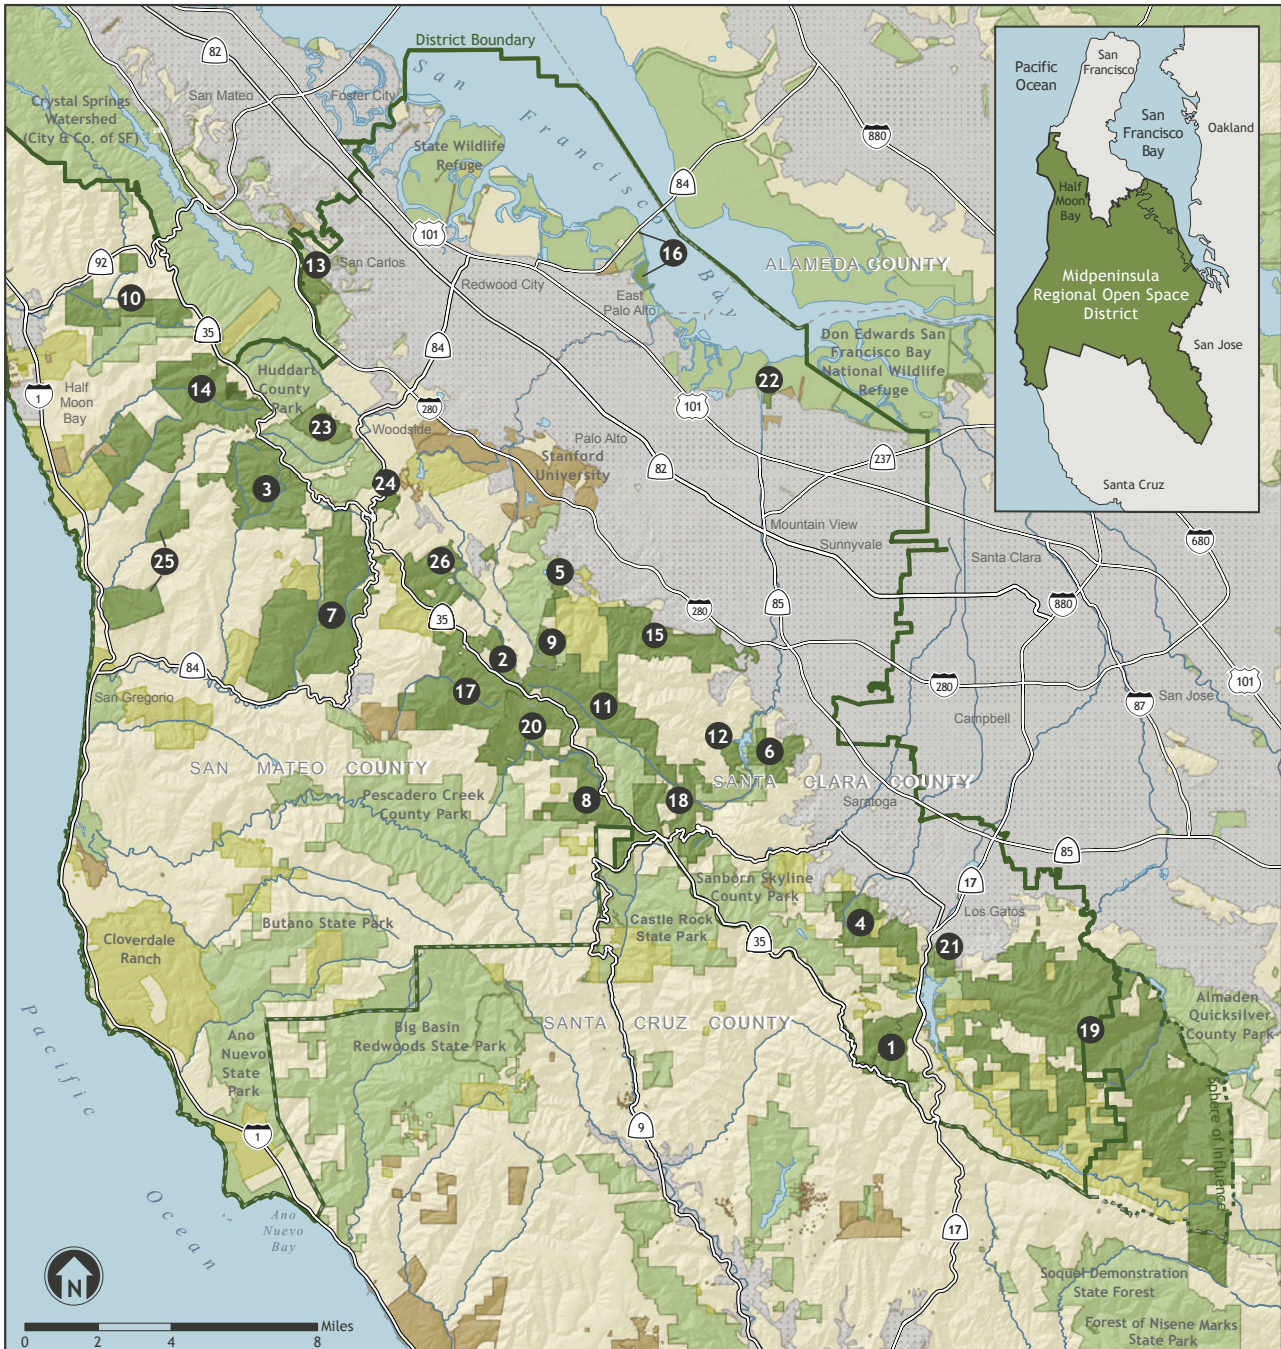 District Boundary
82
San Mateo
Foster City
Crystal Springs
Watershed
(City & Co. of SF)
San Francisco Bay
State Wildlife
Refuge
880
84
101
92
13
San Carlos
16
ALAMEDA COUNTY
Redwood City
East
Palo Alto
10
35
84
Don Edwards San
Francisco Bay
National Wildlife
Refuge
Half
Moon
Bay
1
14
Huddart
County
Park
280
22
101
23
Woodside
Palo Alto
Stanford
University
82
237
3
24
Mountain View
Sunnyvale
Santa Clara
680
25
26
5
85
880
280
7
35
15
9
2
84
San Gregorio
17
280
101
San Jose
87
11
Campbell
20
12
6
SAN MATEO COUNTY
SANTA CLARA COUNTY
Pescadero Creek
County Park
8
18
Saratoga
85
Sanborn Skyline
County Park
17
Los Gatos
Butano State Park
Castle Rock
State Park
4
Cloverdale
Ranch
35
21
Almaden
Quicksilver
County Park
Pacific Ocean
Ano
Nuevo
State
Park
Big Basin
Redwoods State Park
SANTA CRUZ COUNTY
1
19
Sphere of Influence
1
9
Ano
Nuevo
Bay
17
Soquel Demonstration
State Forest
Forest of Nisene Marks
State Park
N
Miles
0 2 4 8
Pacific
Ocean
San
Francisco
San
Francisco
Bay
Oakland
Half
Moon
Bay
Midpeninsula
Regional Open Space
District
San Jose
Santa Cruz